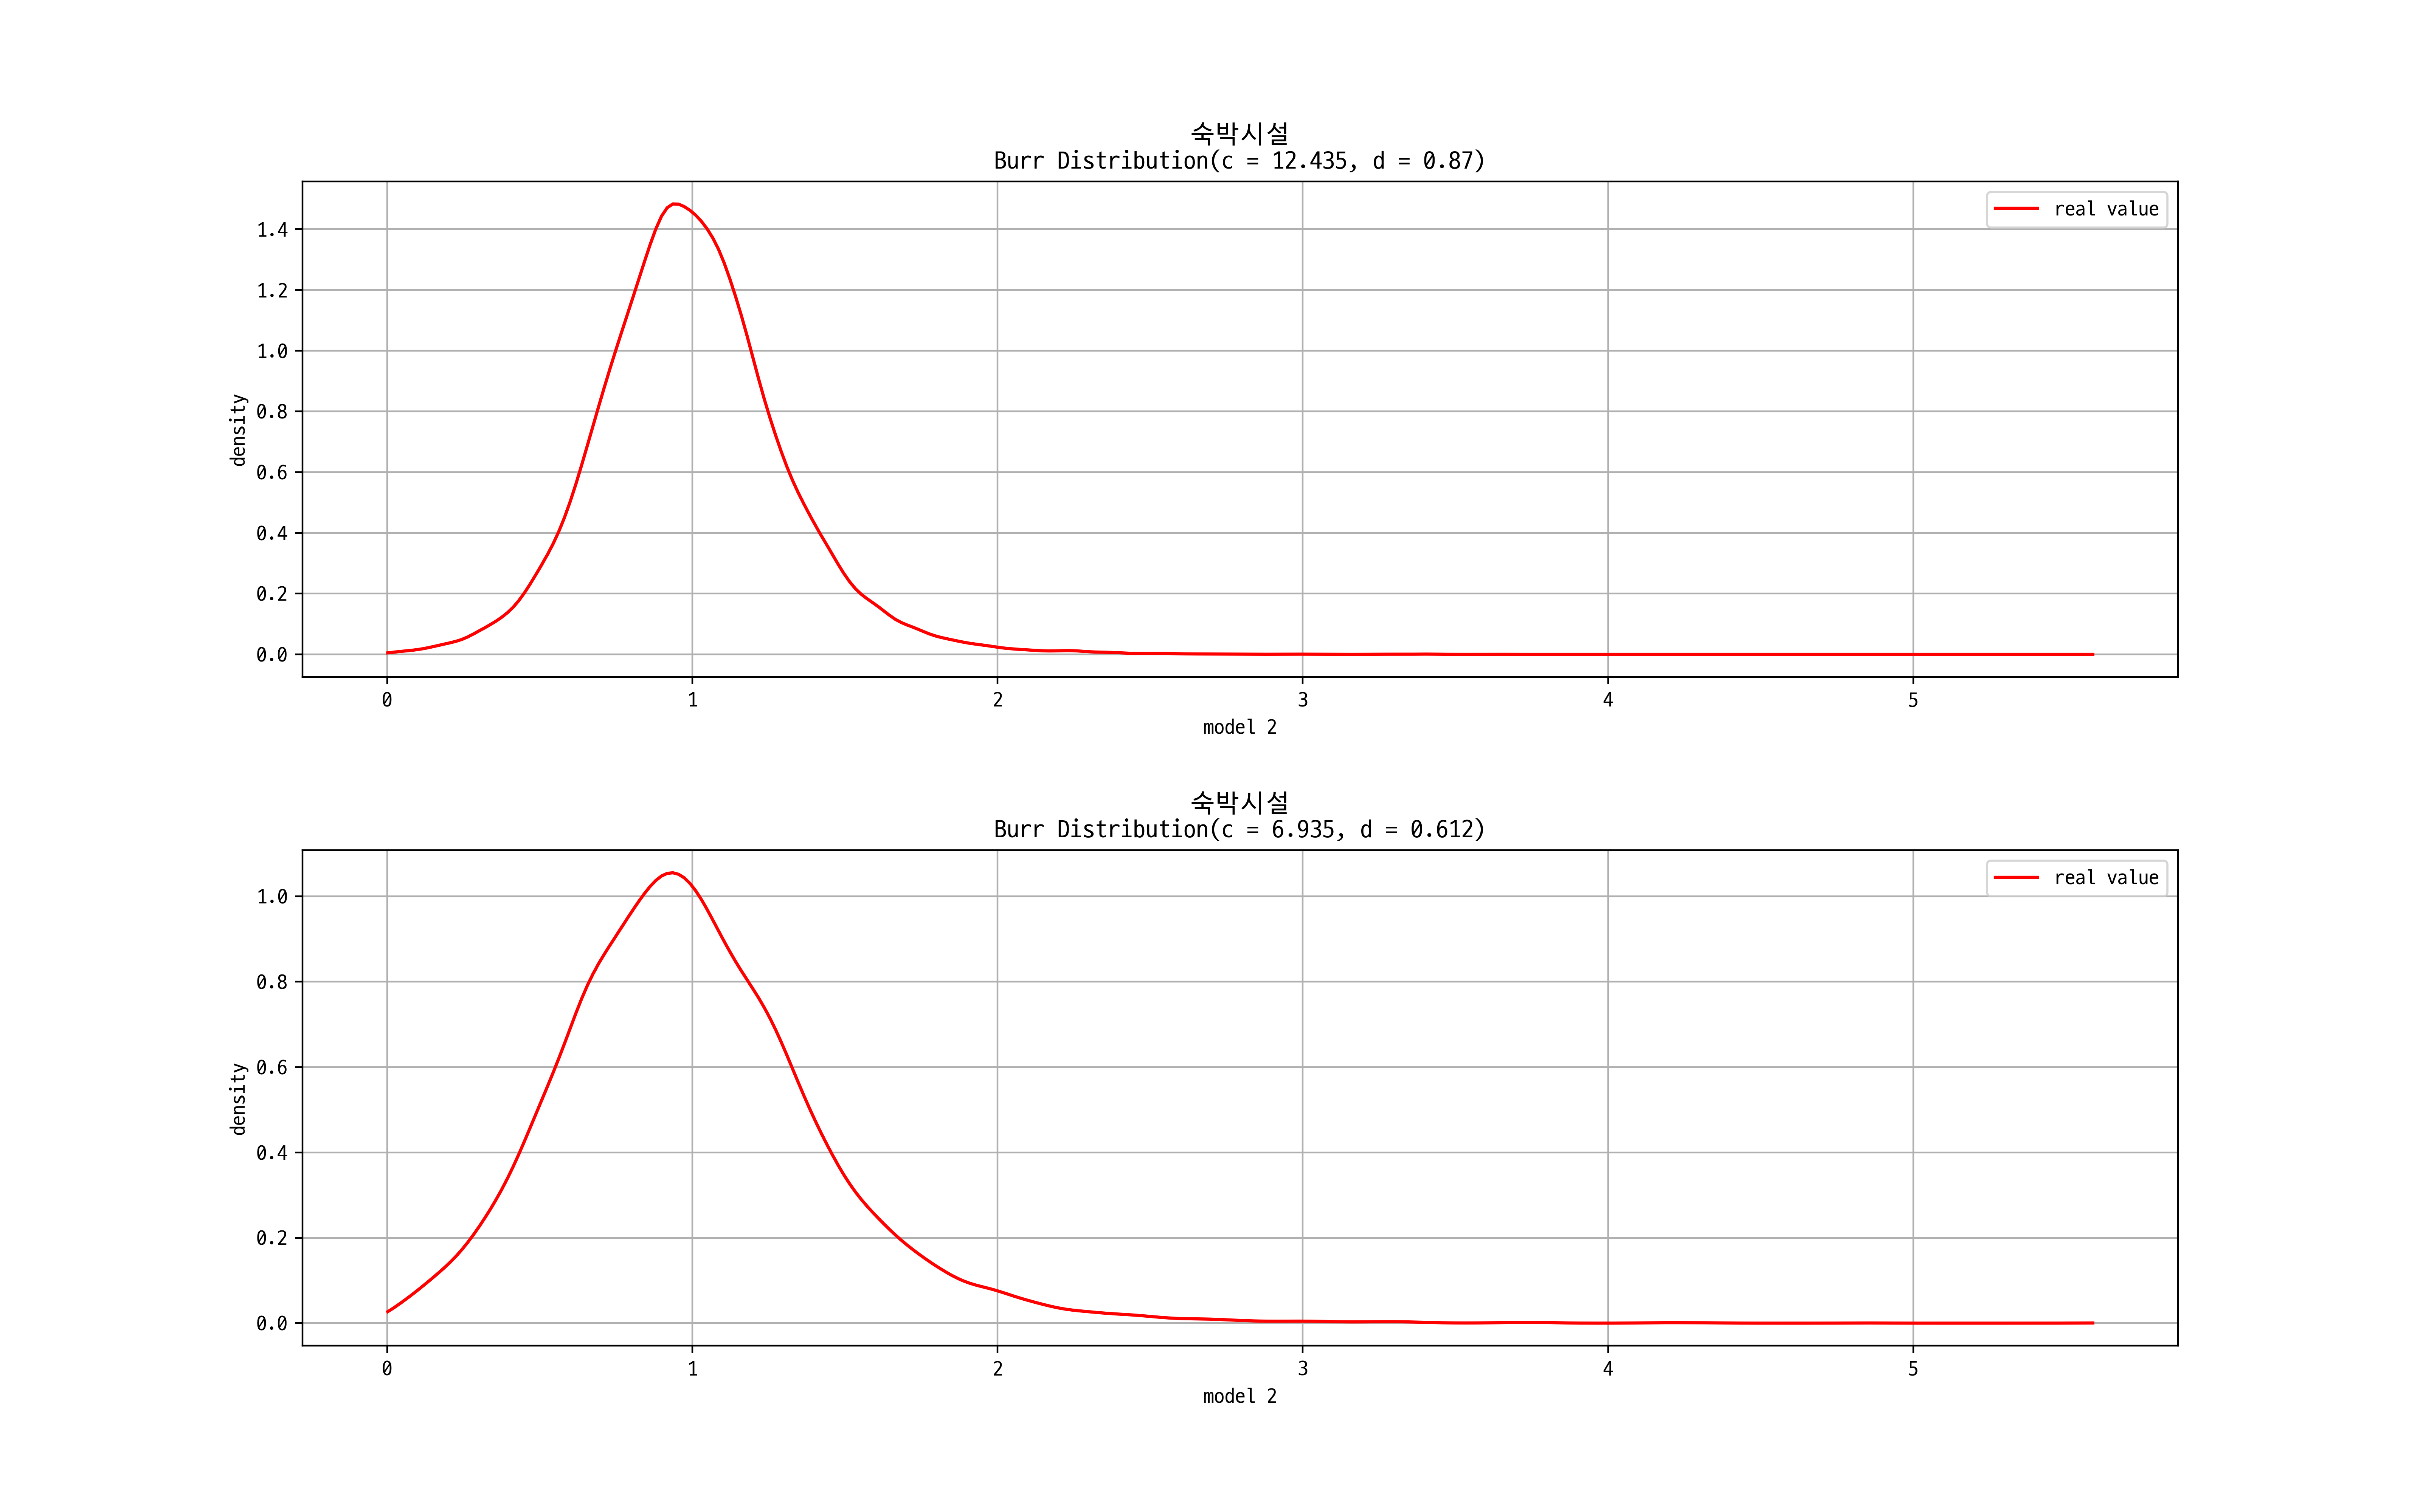 숙박시설
Burr Distribution(c = 12.435, d = 0.87)
real value
density
1.4
1.2
1.0
0.8
0.6
0.4
0.2
0.0
0 1 2 3 4 5
model 2
숙박시설
Burr Distribution(c = 6.935, d = 0.612)
real value
density
1.0
0.8
0.6
0.4
0.2
0.0
0 1 2 3 4 5
model 2